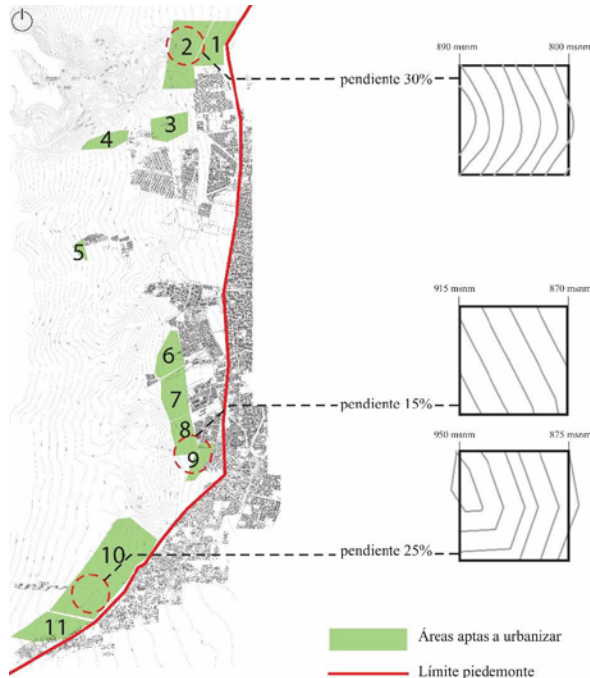 2
1
890 msnm 800 msnm
pendiente 30%
3
4
5
915 msnm 870 msnm
6
7
pendiente 15%
8
950 msnm 875 msnm
9
10
pendiente 25%
11
Áreas aptas a urbanizar
Límite piedemonte